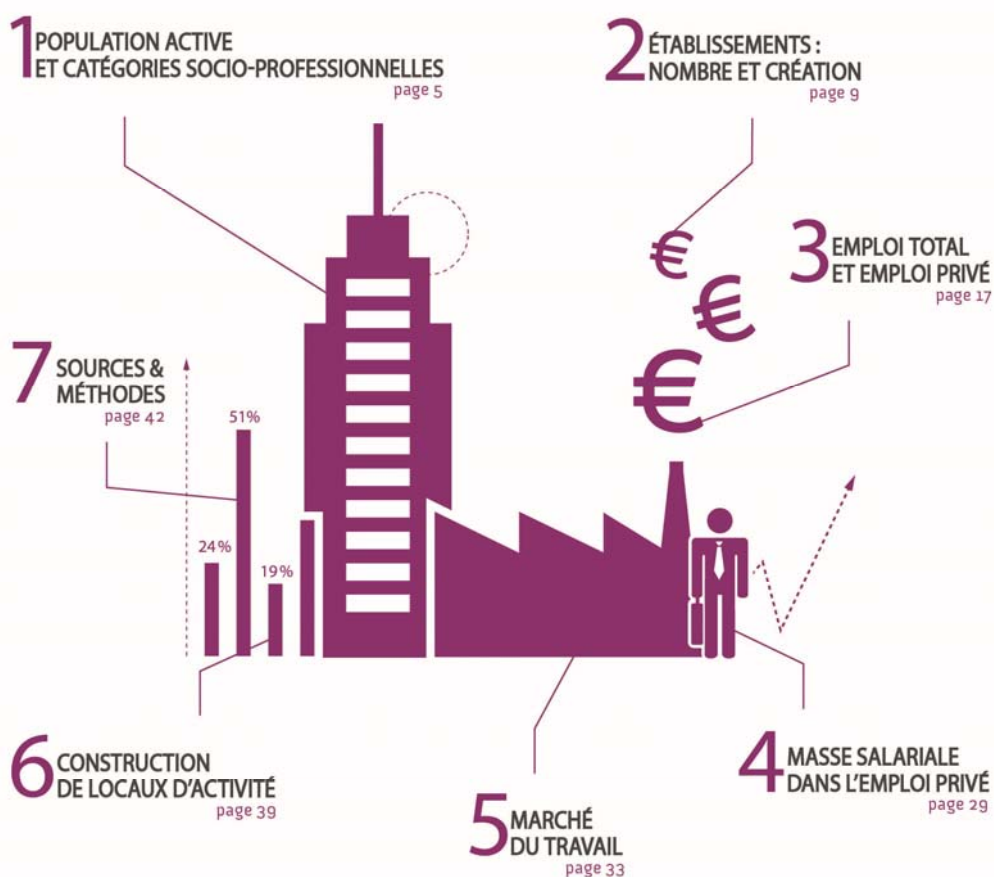 1 POPULATION ACTIVE
ET CATÉGORIES SOCIO-PROFESSIONNELLES
page 5
2 ÉTABLISSEMENTS :
NOMBRE ET CRÉATION
page 9
3 EMPLOI TOTAL
ET EMPLOI PRIVÉ
page 17
€
€
€
7 SOURCES &
MÉTHODES
page 42
51%
24%
19%
6 CONSTRUCTION
DE LOCAUX D'ACTIVITÉ
page 39
5 MARCHÉ
DU TRAVAIL
page 33
4 MASSE SALARIALE
DANS L'EMPLOI PRIVÉ
page 29